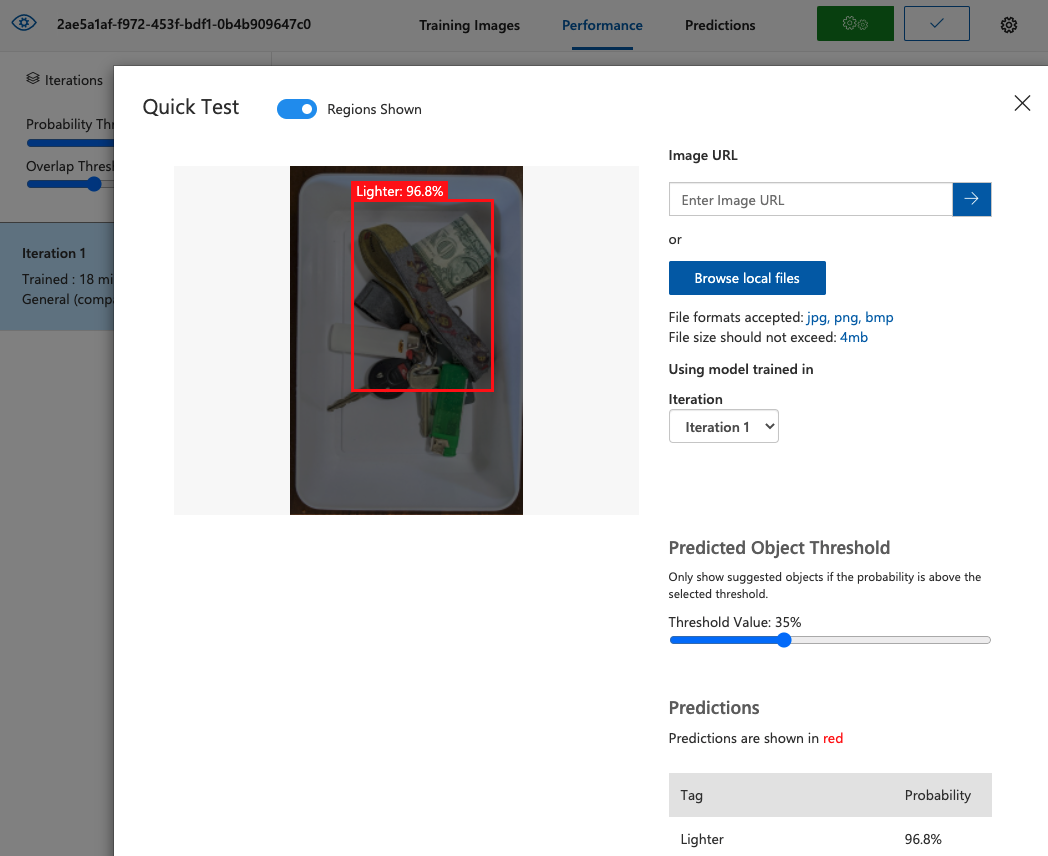 2ae5a1af-f972-453f-bdf1-0b4b909647c0
Training Images
Performance
Predictions
Iterations
Probability Thr
Overlap Thresl
Iteration 1
Trained : 18 mi
General (compa
Quick Test
Regions Shown
Lighter: 96.8%
Image URL
Enter Image URL
or
Browse local files
File formats accepted: jpg, png, bmp
File size should not exceed: 4mb
Using model trained in
Iteration
Iteration 1
Predicted Object Threshold
Only show suggested objects if the probability is above the
selected threshold.
Threshold Value: 35%
Predictions
Predictions are shown in red
Tag Probability
Lighter 96.8%